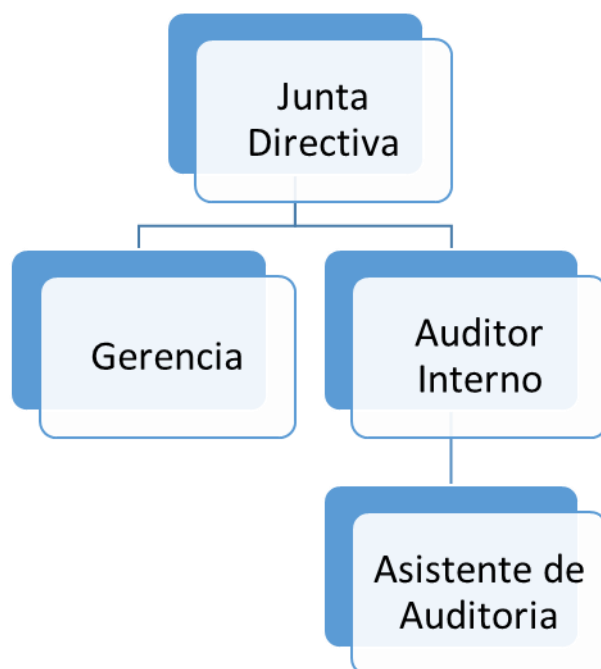 Junta
Directiva
Gerencia
Auditor
Interno
Asistente de
Auditoria